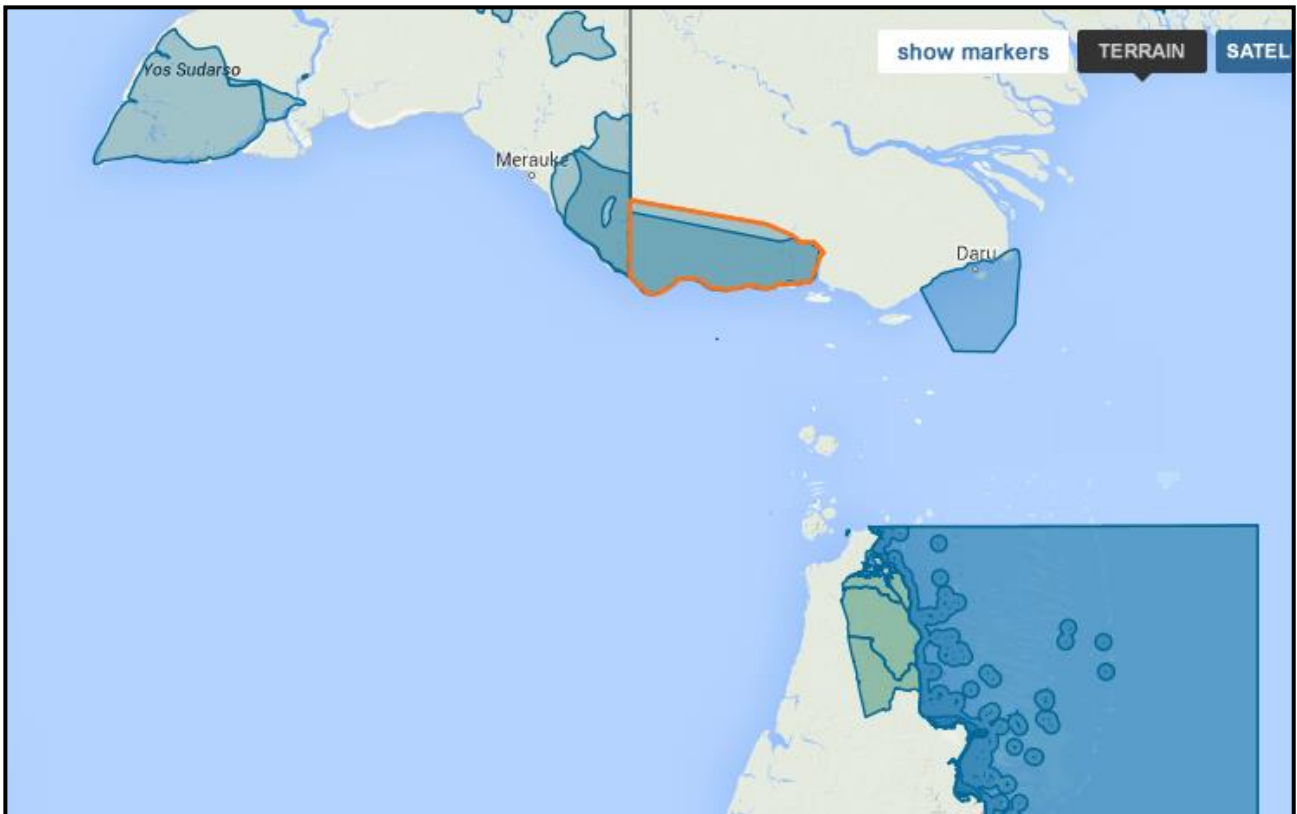 show markers
TERRAIN
SATEL
Yos Sudarso
Merauke
Daru